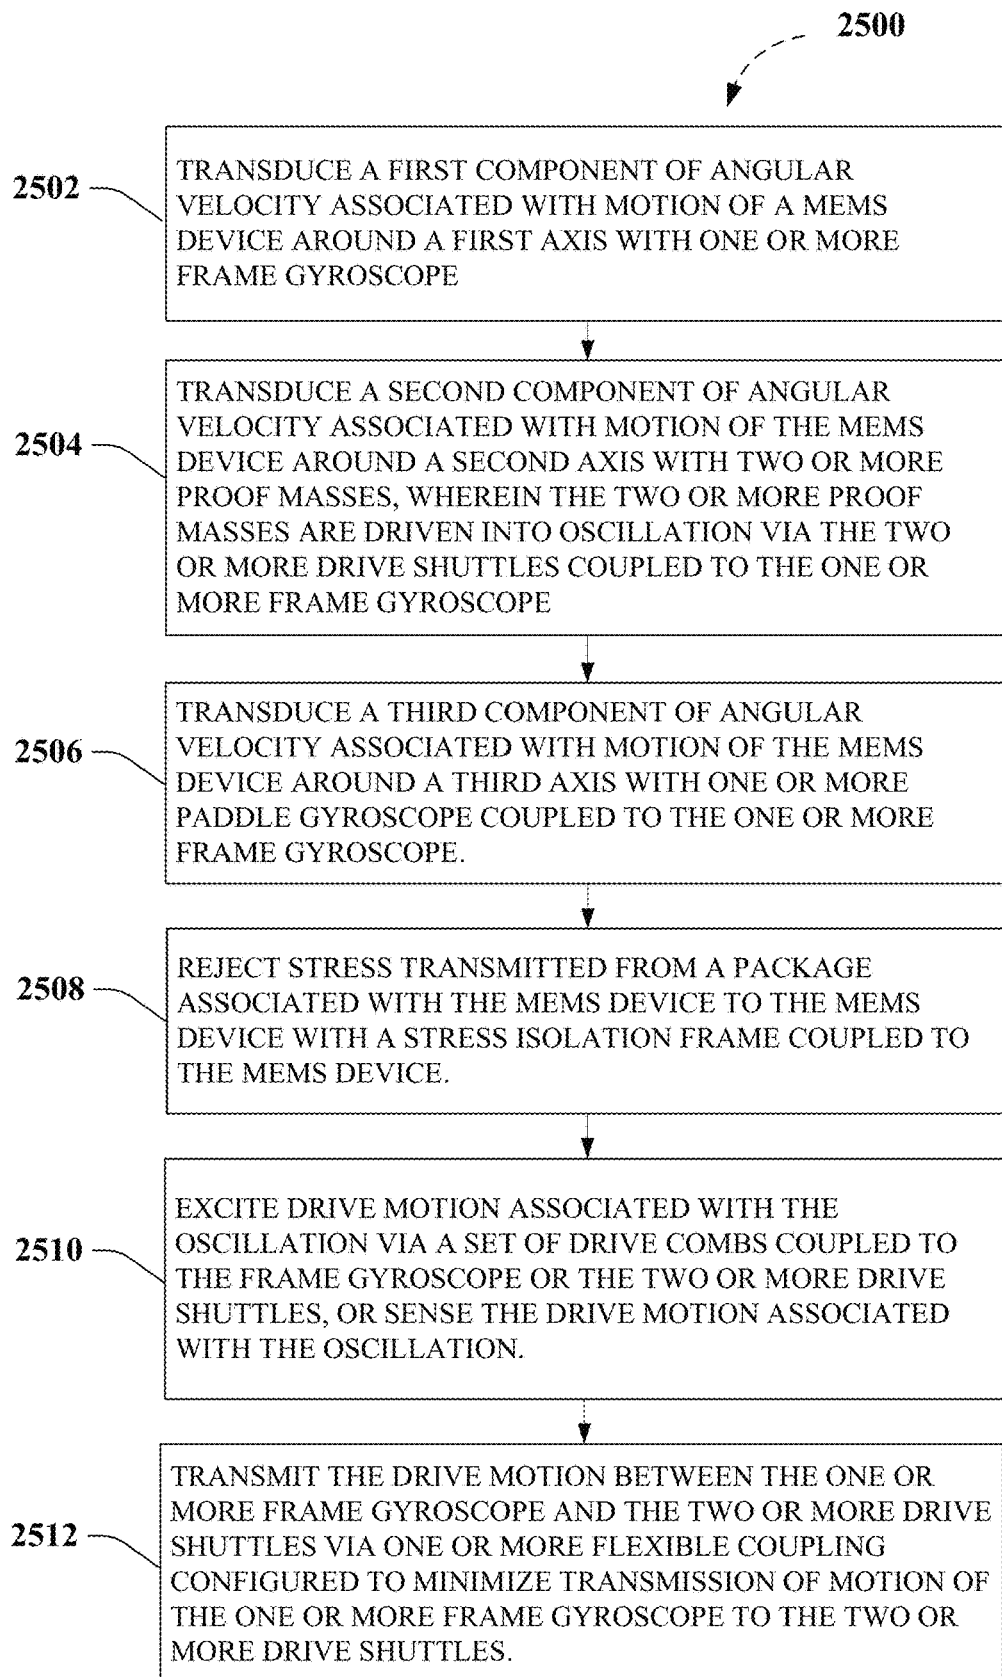 2500
2502
TRANSDUCE A FIRST COMPONENT OF ANGULAR
VELOCITY ASSOCIATED WITH MOTION OF A MEMS
DEVICE AROUND A FIRST AXIS WITH ONE OR MORE
FRAME GYROSCOPE
2504
TRANSDUCE A SECOND COMPONENT OF ANGULAR
VELOCITY ASSOCIATED WITH MOTION OF THE MEMS
DEVICE AROUND A SECOND AXIS WITH TWO OR MORE
PROOF MASSES, WHEREIN THE TWO OR MORE PROOF
MASSES ARE DRIVEN INTO OSCILLATION VIA THE TWO
OR MORE DRIVE SHUTTLES COUPLED TO THE ONE OR
MORE FRAME GYROSCOPE
2506
TRANSDUCE A THIRD COMPONENT OF ANGULAR
VELOCITY ASSOCIATED WITH MOTION OF THE MEMS
DEVICE AROUND A THIRD AXIS WITH ONE OR MORE
PADDLE GYROSCOPE COUPLED TO THE ONE OR MORE
FRAME GYROSCOPE.
2508
REJECT STRESS TRANSMITTED FROM A PACKAGE
ASSOCIATED WITH THE MEMS DEVICE TO THE MEMS
DEVICE WITH A STRESS ISOLATION FRAME COUPLED TO
THE MEMS DEVICE.
2510
EXCITE DRIVE MOTION ASSOCIATED WITH THE
OSCILLATION VIA A SET OF DRIVE COMBS COUPLED TO
THE FRAME GYROSCOPE OR THE TWO OR MORE DRIVE
SHUTTLES, OR SENSE THE DRIVE MOTION ASSOCIATED
WITH THE OSCILLATION.
2512
TRANSMIT THE DRIVE MOTION BETWEEN THE ONE OR
MORE FRAME GYROSCOPE AND THE TWO OR MORE DRIVE
SHUTTLES VIA ONE OR MORE FLEXIBLE COUPLING
CONFIGURED TO MINIMIZE TRANSMISSION OF MOTION OF
THE ONE OR MORE FRAME GYROSCOPE TO THE TWO OR
MORE DRIVE SHUTTLES.